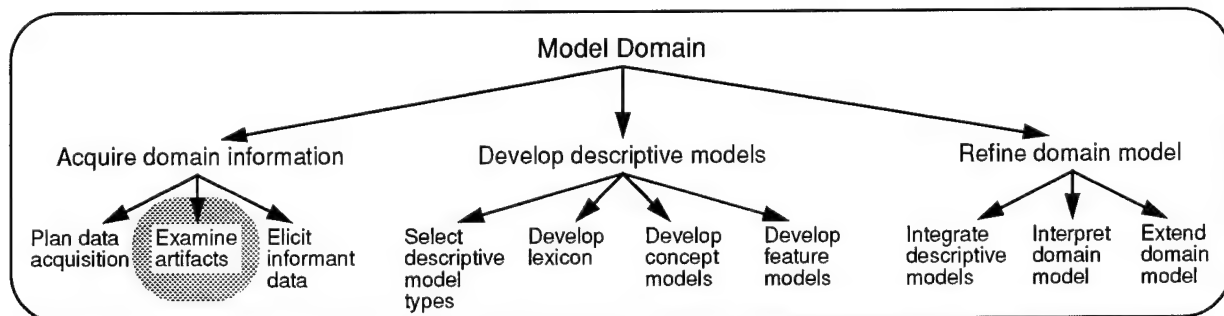 Model Domain
Acquire domain information
Develop descriptive models
Refine domain model
Plan data
acquisition
Examine
artifacts
Elicit
informant
data
Select
descriptive
model
types
Develop
lexicon
Develop
concept
models
Develop
feature
models
Integrate
descriptive
models
Interpret
domain
model
Extend
domain
model